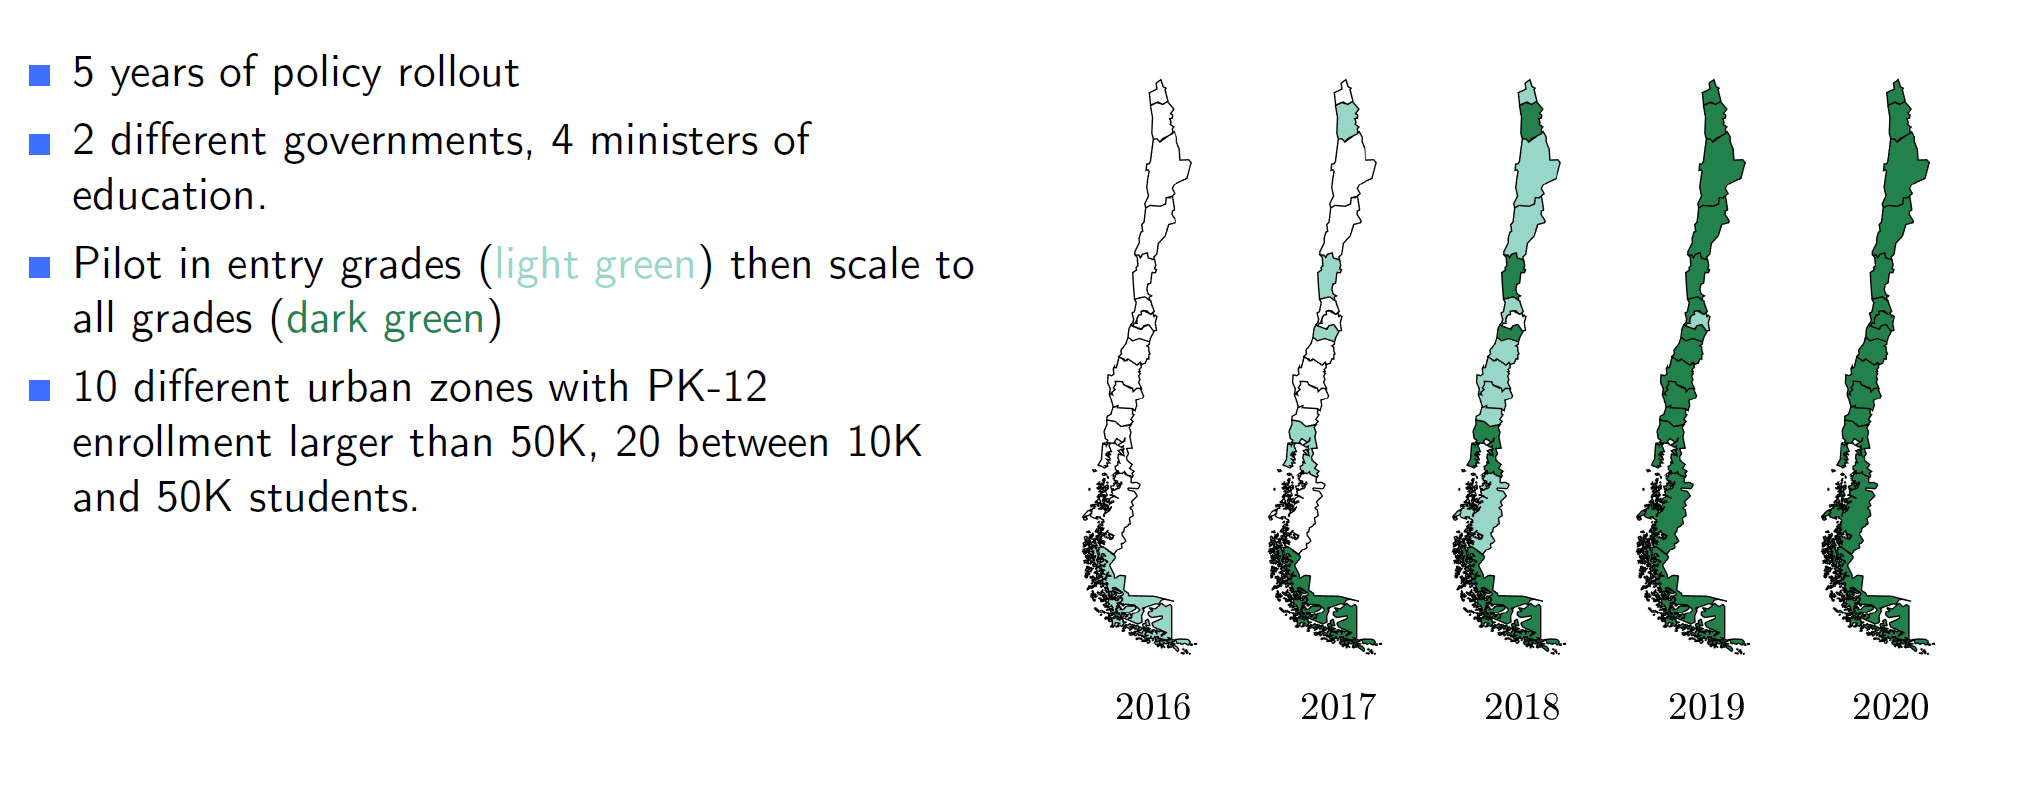 5 years of policy rollout
2 different governments, 4 ministers of
education.
Pilot in entry grades (light green) then scale to
all grades (dark green)
10 different urban zones with PK-12
enrollment larger than 50K, 20 between 10K
and 50K students.
2016 2017 2018 2019 2020